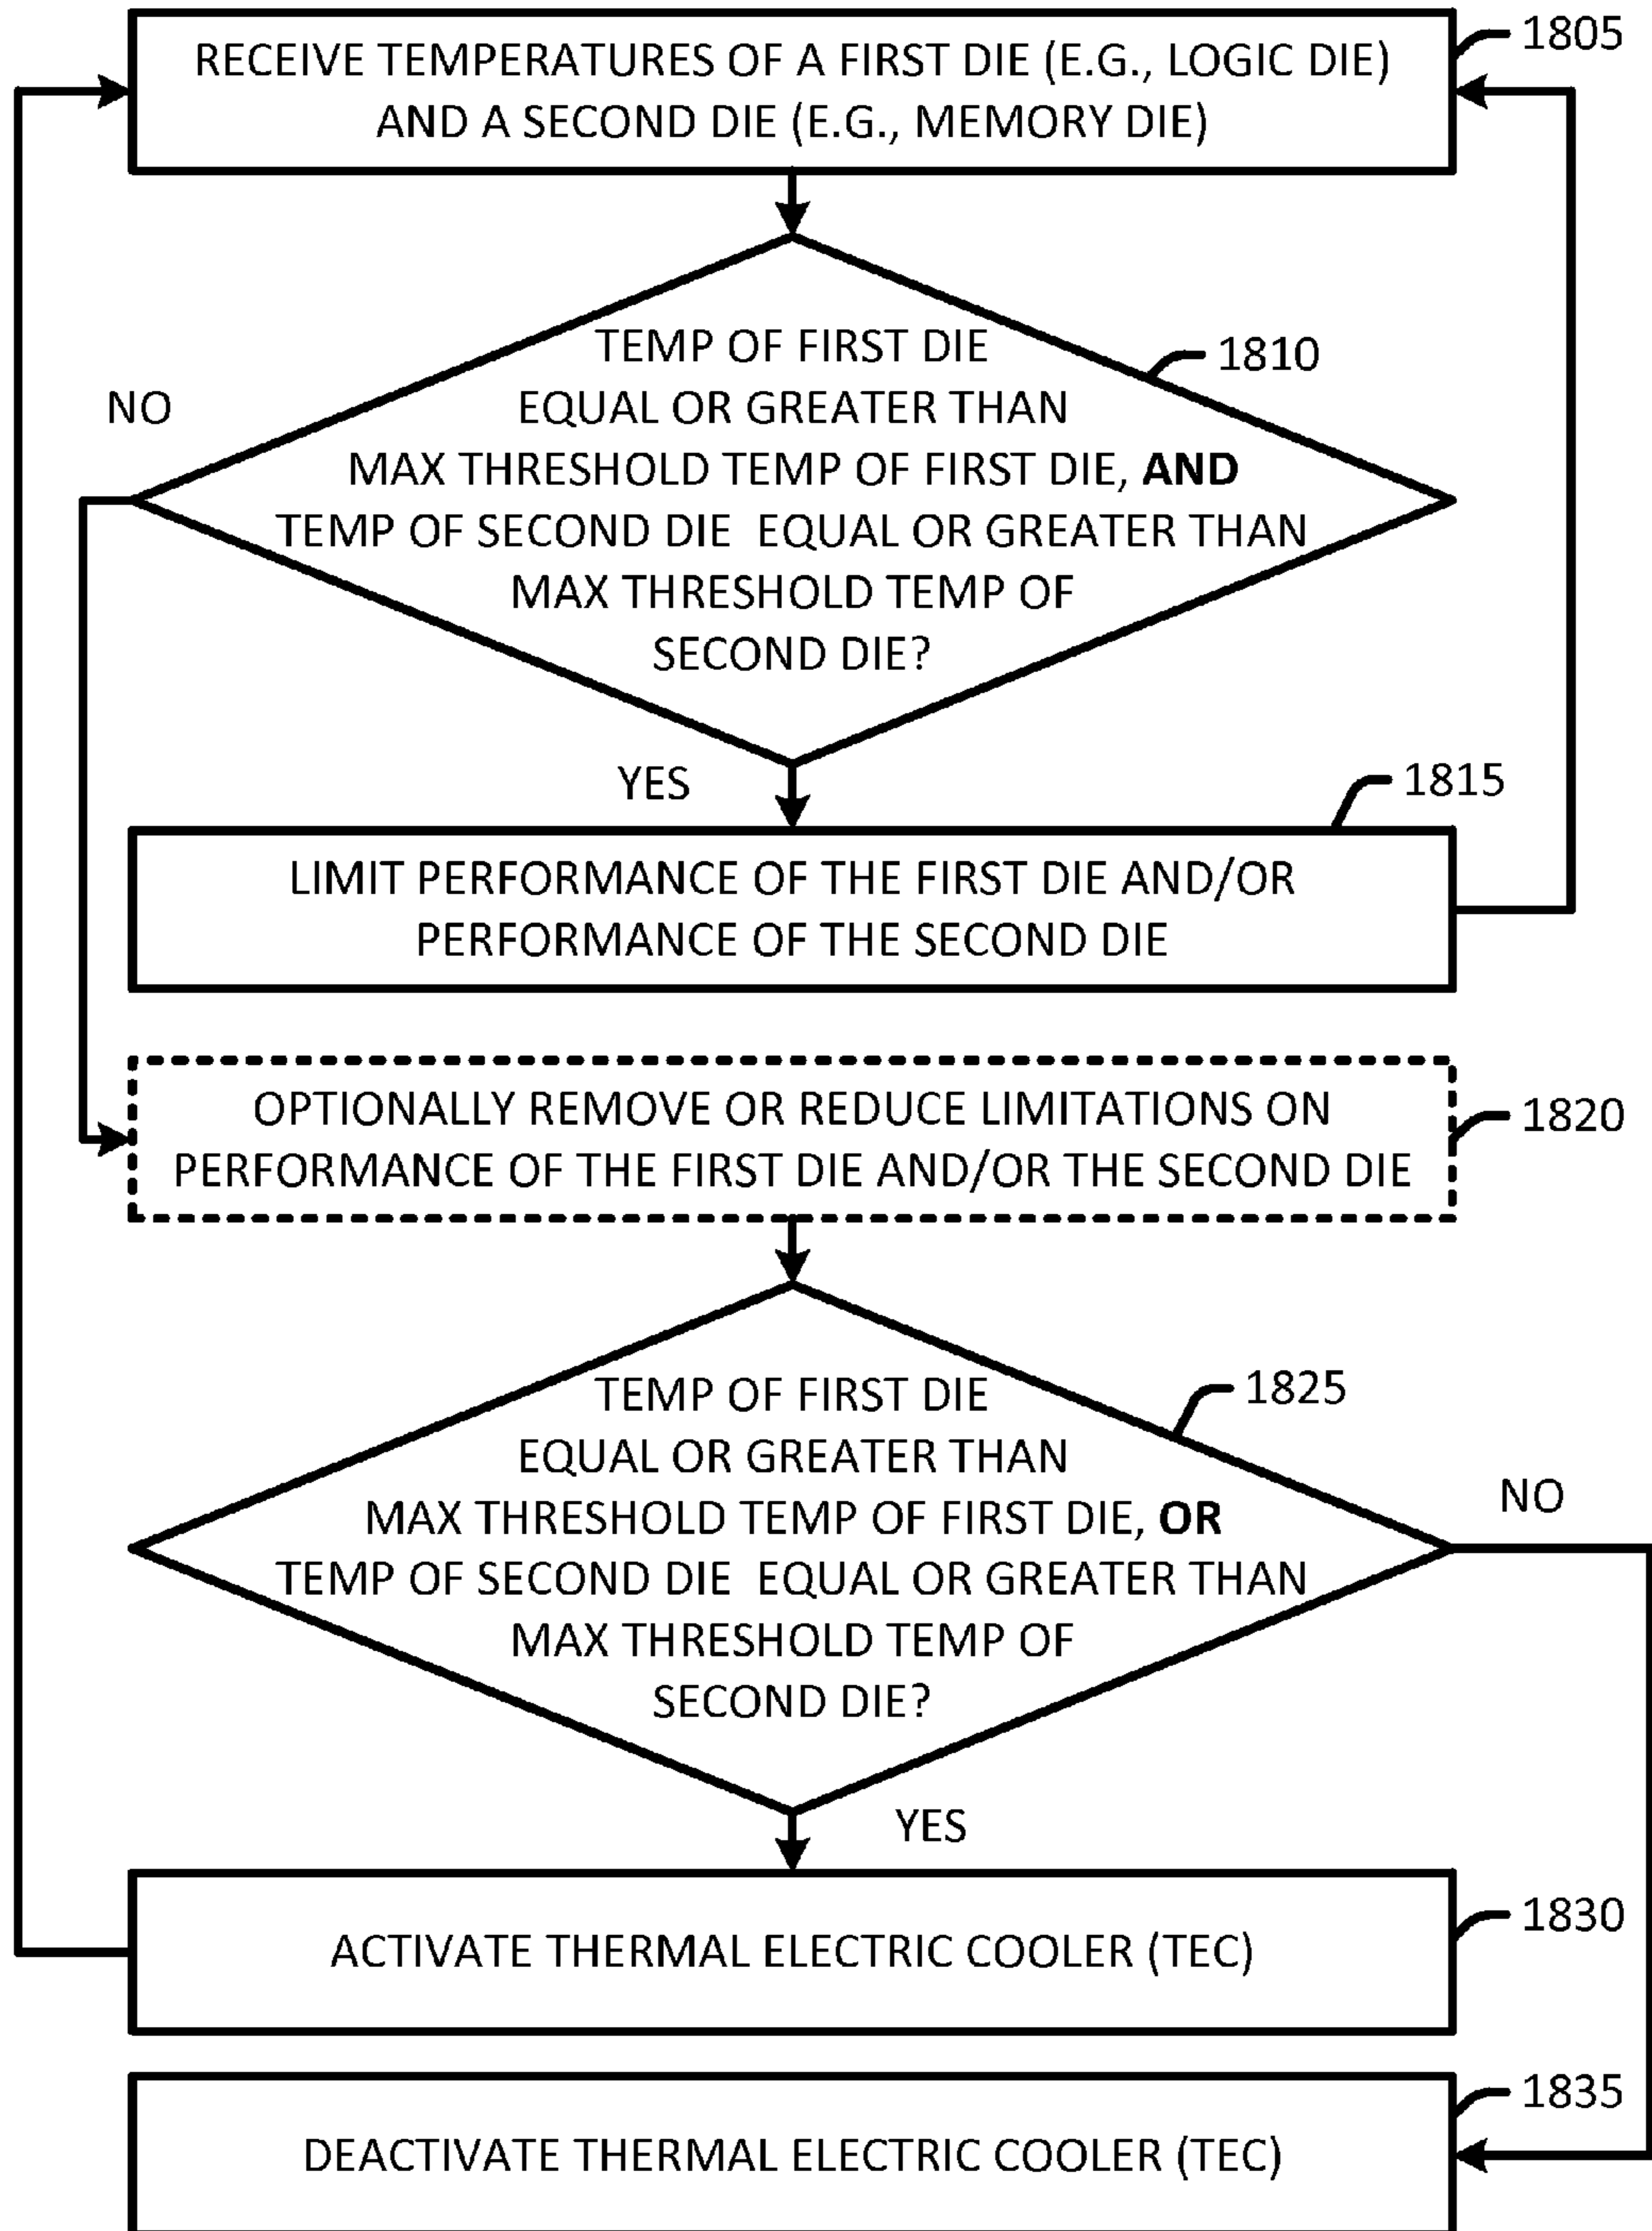 RECEIVE TEMPERATURES OF A FIRST DIE (E.G., LOGIC DIE)
AND A SECOND DIE (E.G., MEMORY DIE)
1805
TEMP OF FIRST DIE
EQUAL OR GREATER THAN
MAX THRESHOLD TEMP OF FIRST DIE, AND
TEMP OF SECOND DIE EQUAL OR GREATER THAN
MAX THRESHOLD TEMP OF
SECOND DIE?
1810
NO
YES
1815
LIMIT PERFORMANCE OF THE FIRST DIE AND/OR
PERFORMANCE OF THE SECOND DIE
OPTIONALLY REMOVE OR REDUCE LIMITATIONS ON
PERFORMANCE OF THE FIRST DIE AND/OR THE SECOND DIE
1820
TEMP OF FIRST DIE
EQUAL OR GREATER THAN
MAX THRESHOLD TEMP OF FIRST DIE, OR
TEMP OF SECOND DIE EQUAL OR GREATER THAN
MAX THRESHOLD TEMP OF
SECOND DIE?
1825
NO
YES
ACTIVATE THERMAL ELECTRIC COOLER (TEC)
1830
DEACTIVATE THERMAL ELECTRIC COOLER (TEC)
1835